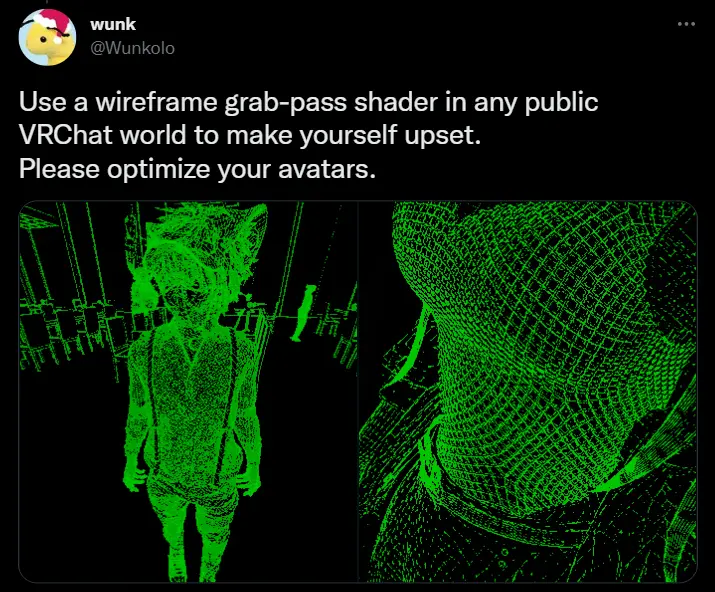 wunk
@Wunkolo
Use a wireframe grab-pass shader in any public
VRChat world to make yourself upset.
Please optimize your avatars.